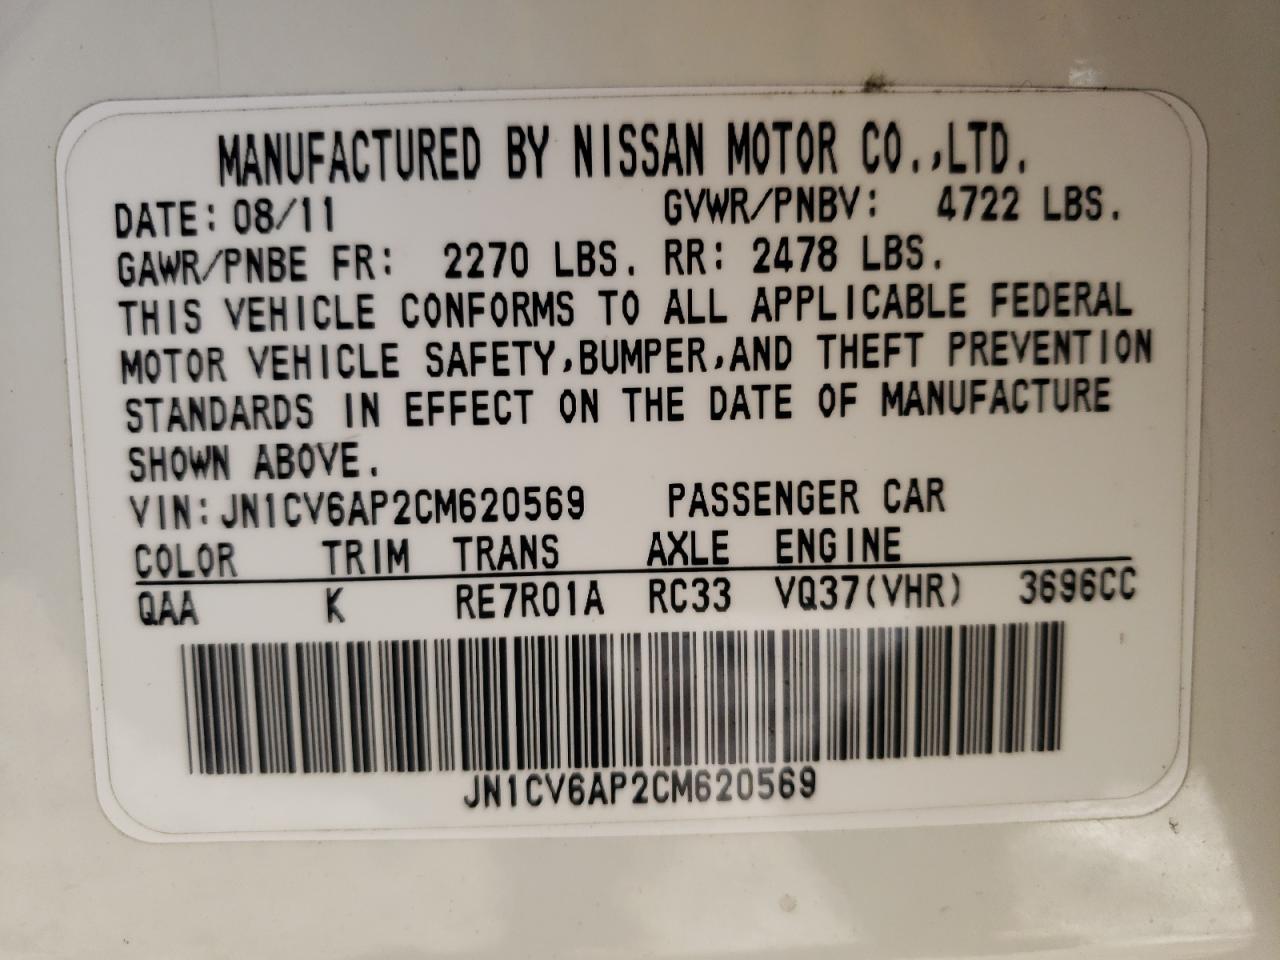 MANUFACTURED BY NISSAN MOTOR CO.,LTD.
DATE: 08/11 GVWR/PNBV: 4722 LBS.
GAWR/PNBE FR: 2270 LBS. RR: 2478 LBS.
THIS VEHICLE CONFORMS TO ALL APPLICABLE FEDERAL
MOTOR VEHICLE SAFETY,BUMPER,AND THEFT PREVENTION
STANDARDS IN EFFECT ON THE DATE OF MANUFACTURE
SHOWN ABOVE.
VIN:JN1CV6AP2CM620569 PASSENGER CAR
COLOR TRIM TRANS AXLE ENGINE
QAA K RE7R01A RC33 VQ37(VHR) 3696CC
JN1CV6AP2CM620569